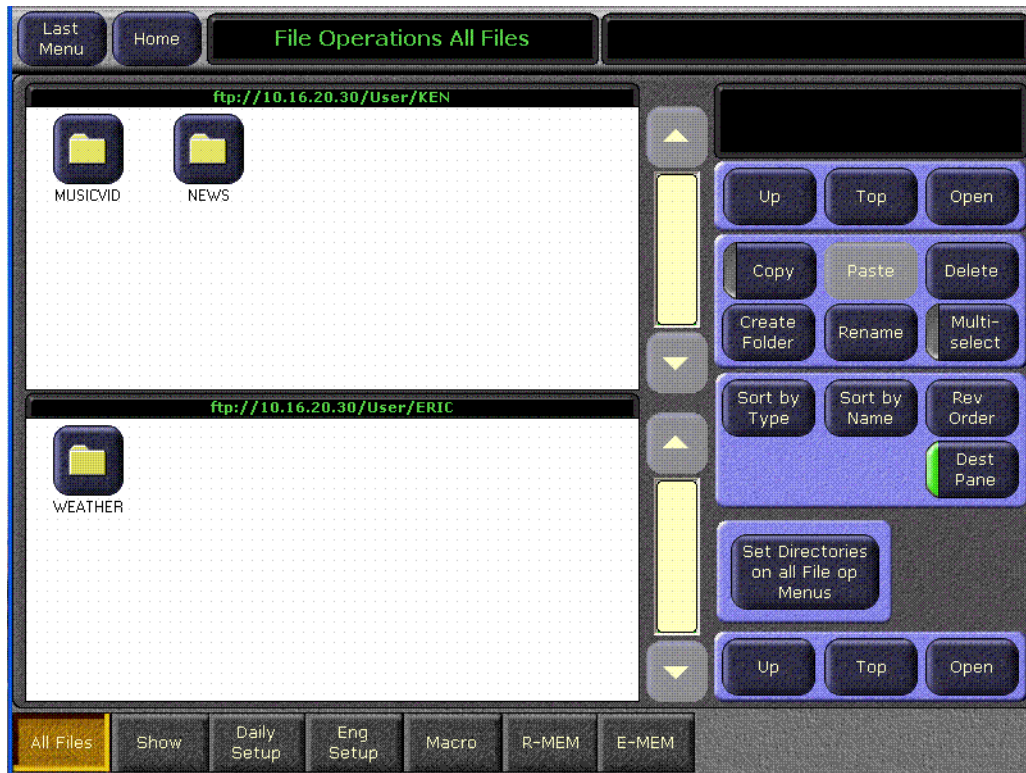 Last
Menu
Home
File Operations All Files
ftp://10.16.20.30/User/KEN
MUSICVID
NEWS
Up
Top
Open
Copy
Paste
Delete
Create
Folder
Rename
Multi-
select
ftp://10.16.20.30/User/ERIC
WEATHER
Sort by
Type
Sort by
Name
Rev
Order
Dest
Pane
Set Directories
on all File op
Menus
Up
Top
Open
All Files
Show
Daily
Setup
Eng
Setup
Macro
R-MEM
E-MEM